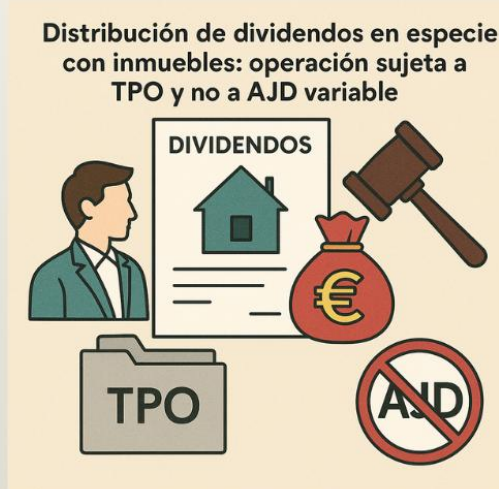 Distribución de dividendos en especie
con inmuebles: operación sujeta a
TPO y no a AJD variable
DIVIDENDOS
€
TPO
AJD